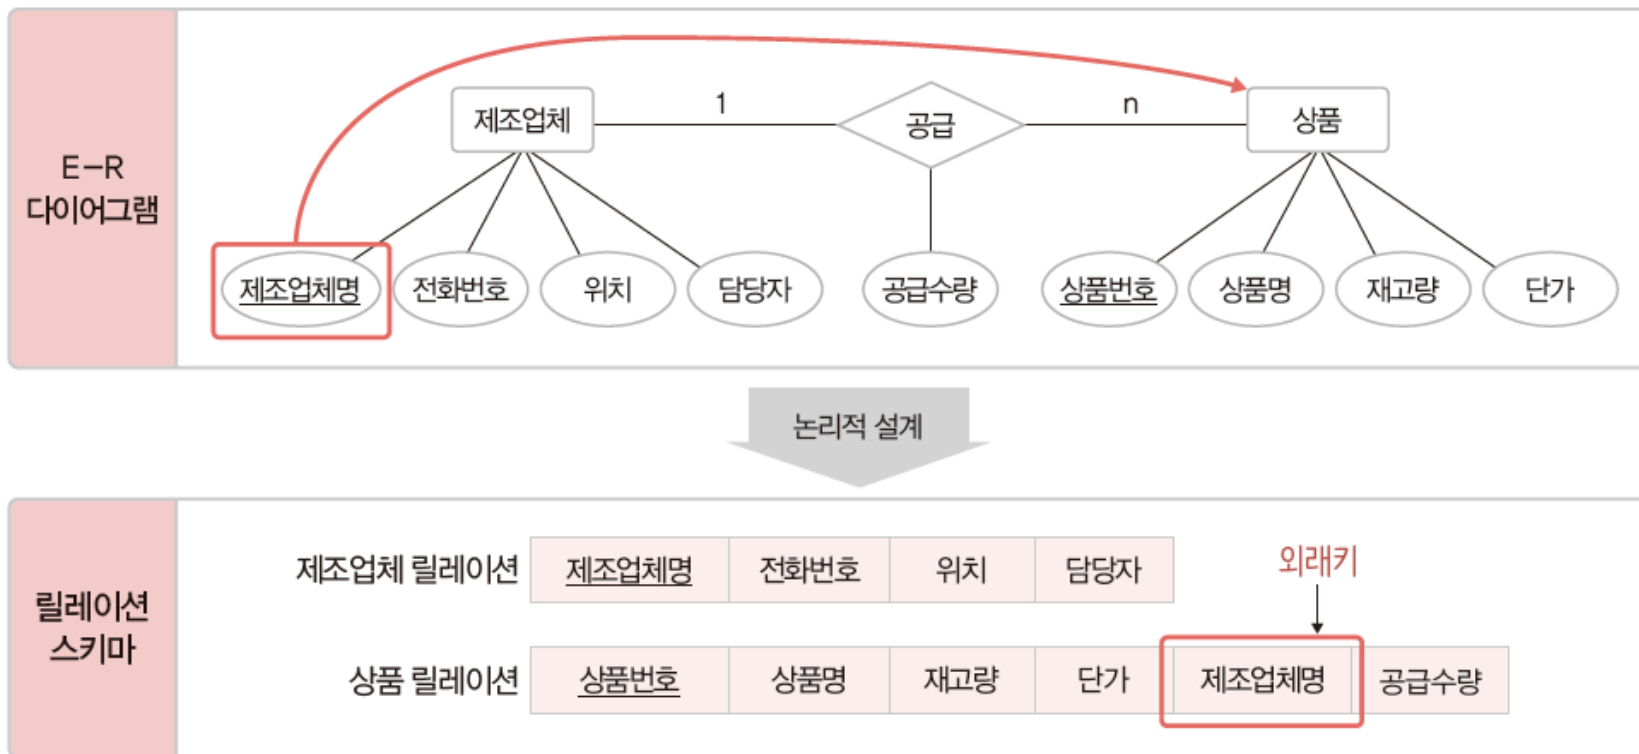 E-R
다이어그램
제조업체
1
공급
n
상품
제조업체명
전화번호
위치
담당자
공급수량
상품번호
상품명
재고량
단가
논리적 설계
릴레이션
스키마
제조업체 릴레이션
제조업체명
전화번호
위치
담당자
외래키
상품 릴레이션
상품번호
상품명
재고량
단가
제조업체명
공급수량